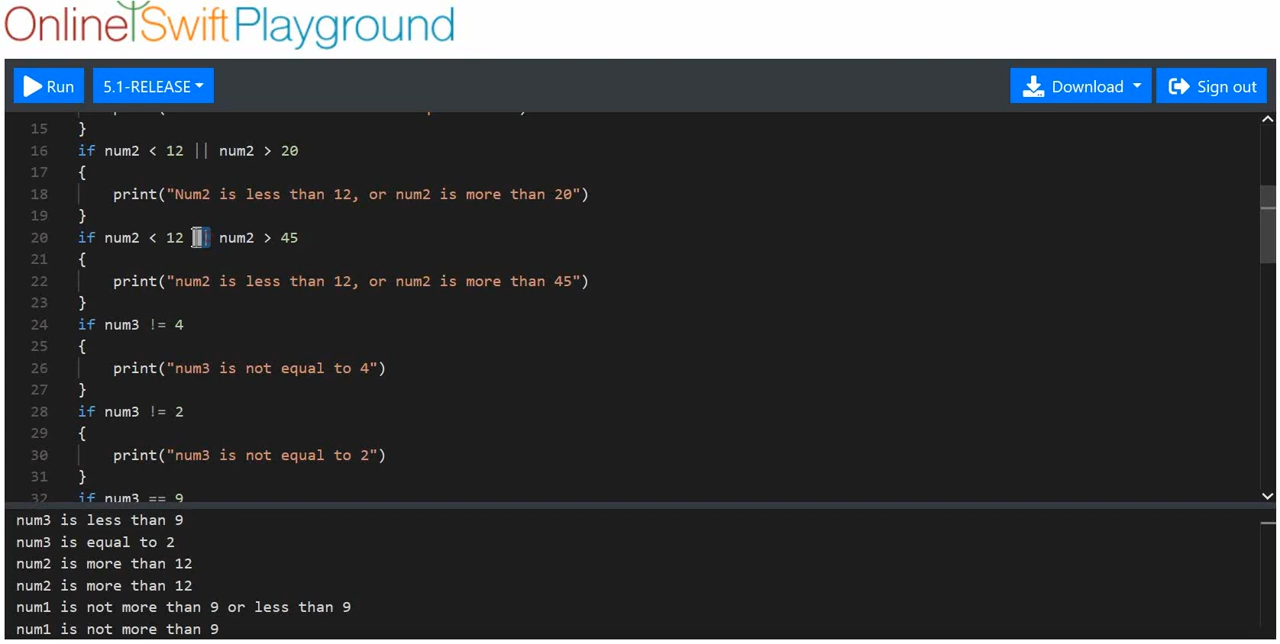 OnlineSwiftPlayground
Run
5.1-RELEASE
Download
Sign out
15 }
16 if num2 < 12 || num2 > 20
17 {
18 print("Num2 is less than 12, or num2 is more than 20")
19 }
20 if num2 < 12 || num2 > 45
21 {
22 print("num2 is less than 12, or num2 is more than 45")
23 }
24 if num3 != 4
25 {
26 print("num3 is not equal to 4")
27 }
28 if num3 != 2
29 {
30 print("num3 is not equal to 2")
31 }
32 if num3 == 9
num3 is less than 9
num3 is equal to 2
num2 is more than 12
num2 is more than 12
num1 is not more than 9 or less than 9
num1 is not more than 9